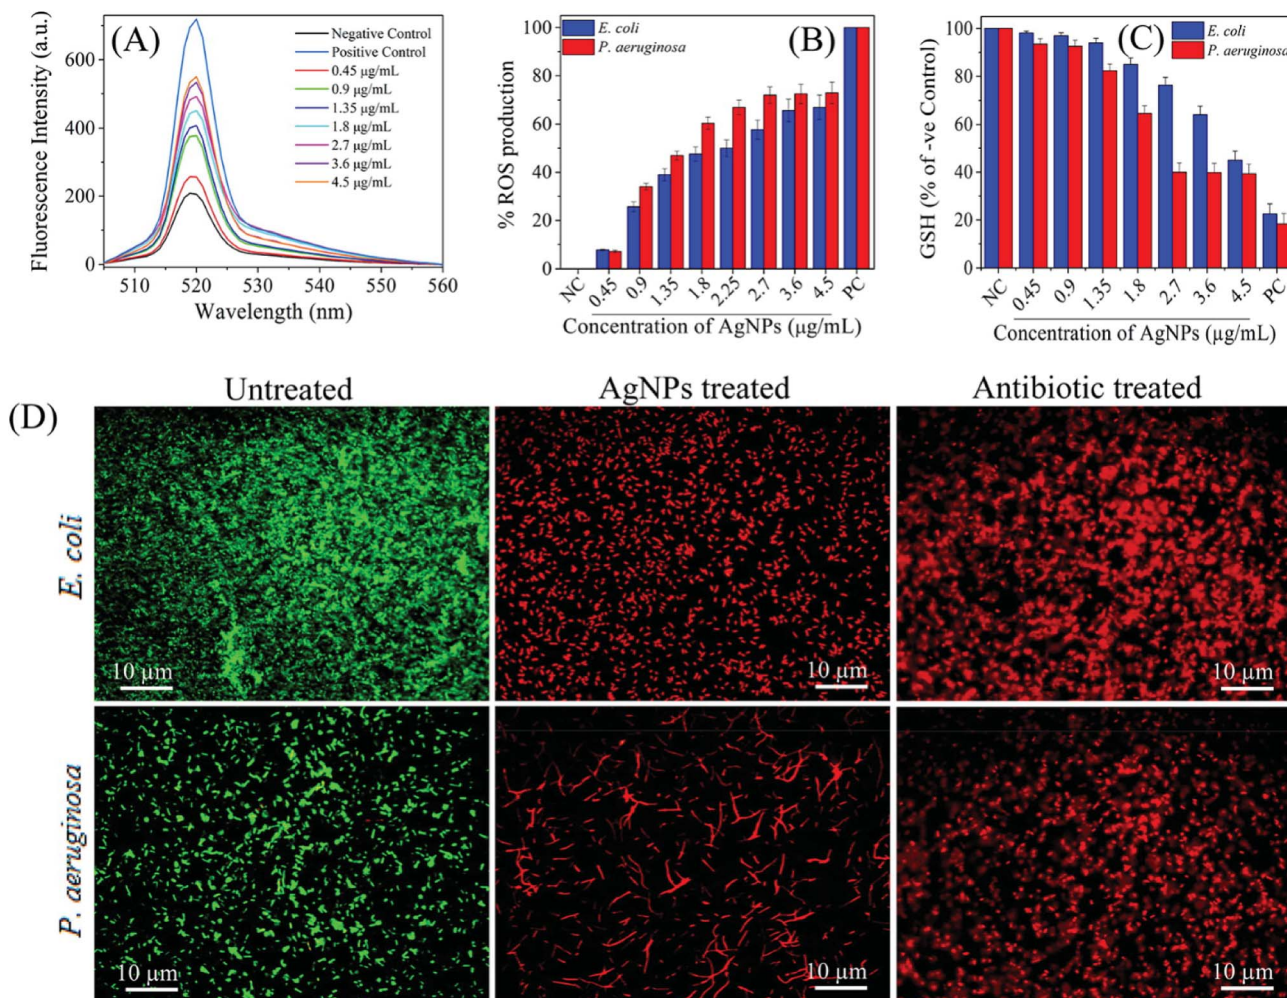 (A)
Fluorescence Intensity (a.u.)
600
400
200
0
510 520 530 540 550 560
Wavelength (nm)
Negative Control
Positive Control
0.45 µg/mL
0.9 µg/mL
1.35 µg/mL
1.8 µg/mL
2.7 µg/mL
3.6 µg/mL
4.5 µg/mL
(B)
% ROS production
100
80
60
40
20
0
E. coli
P. aeruginosa
NC 0.45 0.9 1.35 1.8 2.25 2.7 3.6 4.5 PC
Concentration of AgNPs (µg/mL)
(C)
GSH (% of -ve Control)
100
80
60
40
20
0
E. coli
P. aeruginosa
NC 0.45 0.9 1.35 1.8 2.7 3.6 4.5 PC
Concentration of AgNPs (µg/mL)
(D)
Untreated AgNPs treated Antibiotic treated
E. coli
10 µm 10 µm 10 µm
P. aeruginosa
10 µm 10 µm 10 µm